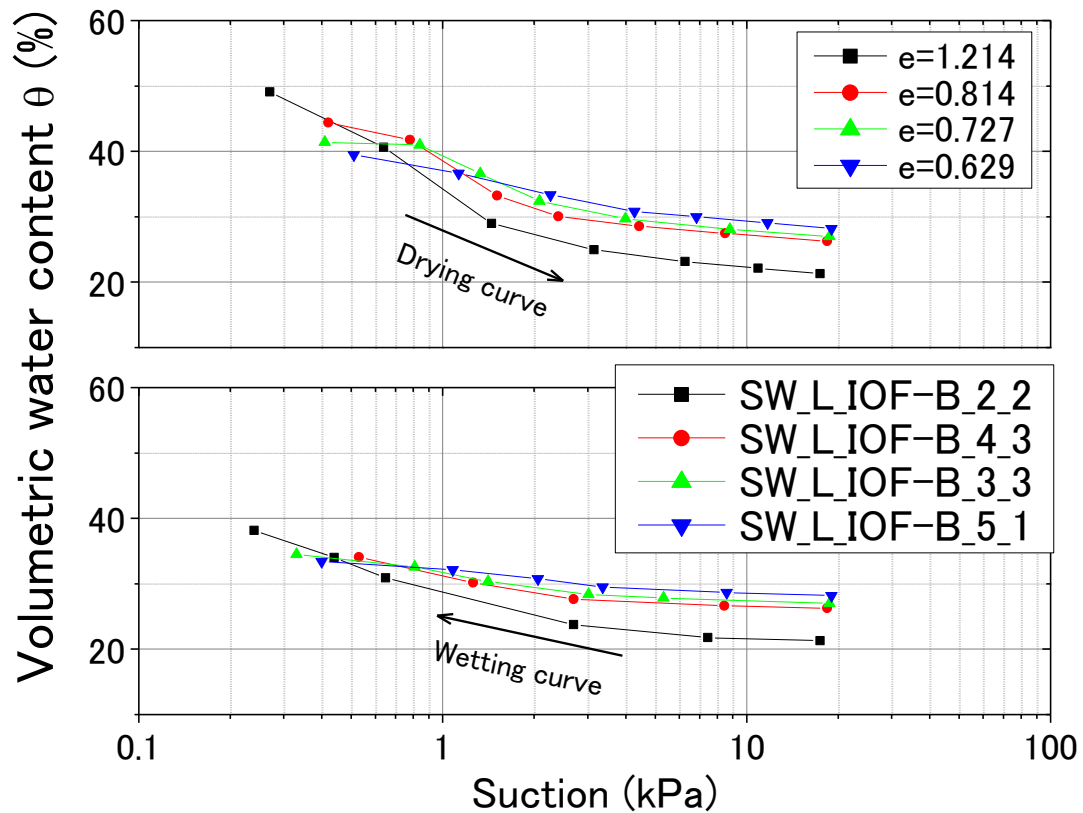 Volumetric water content θ (%)
60
40
20
e=1.214
e=0.814
e=0.727
e=0.629
Drying curve
60
40
20
SW_L_IOF-B_2_2
SW_L_IOF-B_4_3
SW_L_IOF-B_3_3
SW_L_IOF-B_5_1
Wetting curve
0.1 1 10 100
Suction (kPa)